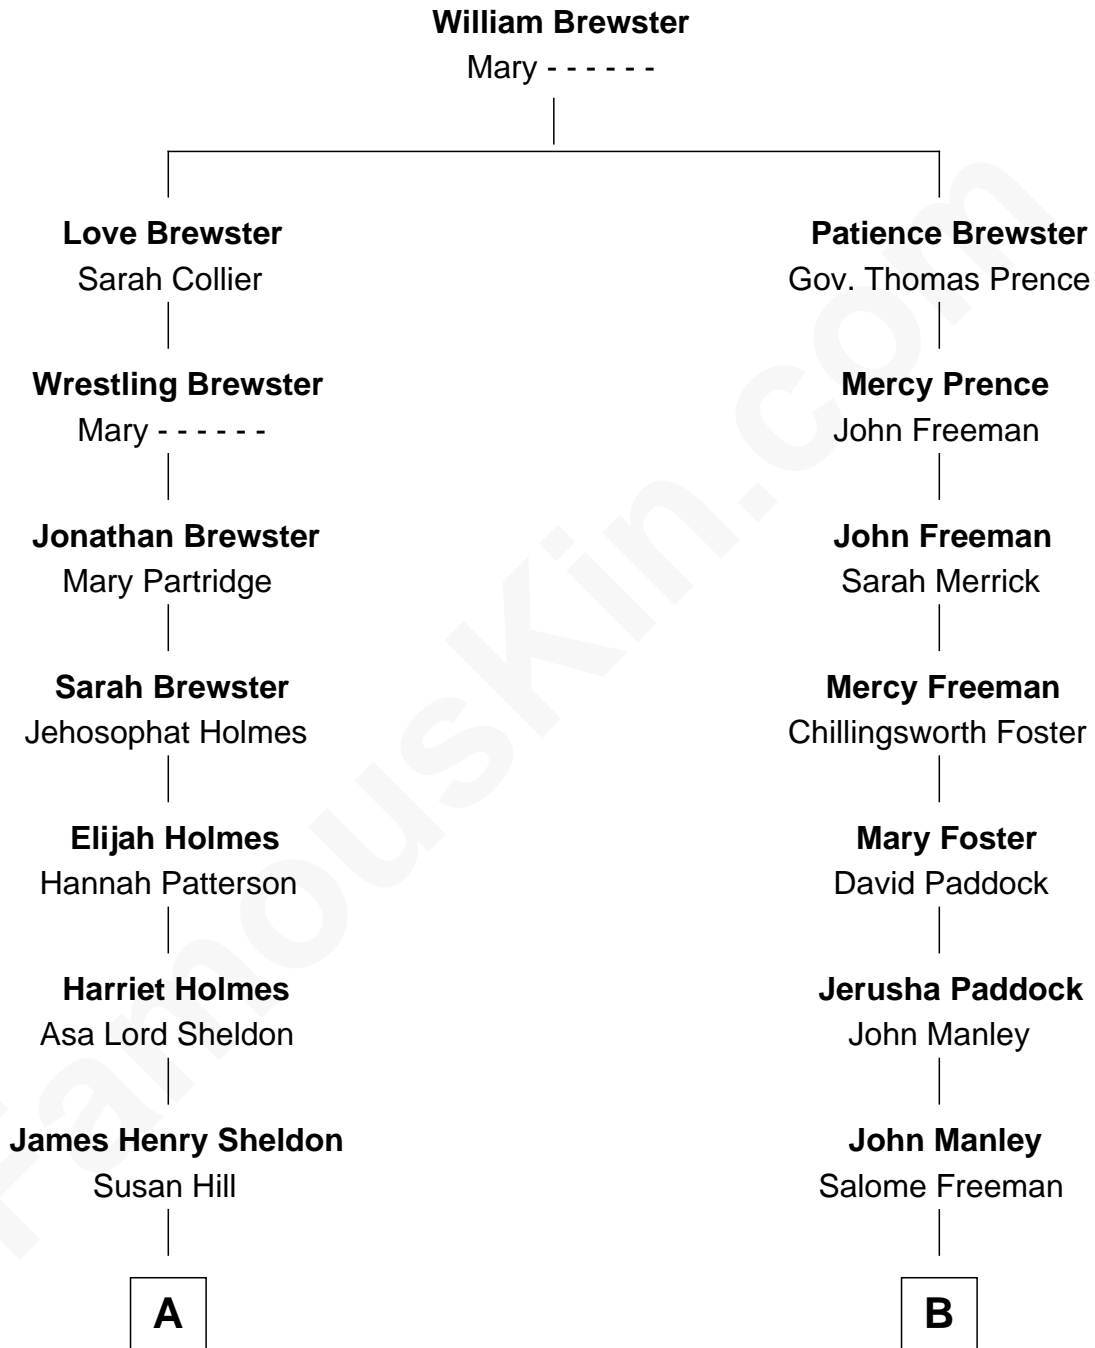 William Brewster
Mary - - - - - -
Love Brewster
Sarah Collier
Wrestling Brewster
Mary - - - - - -
Jonathan Brewster
Mary Partridge
Sarah Brewster
Jehosophat Holmes
Elijah Holmes
Hannah Patterson
Harriet Holmes
Asa Lord Sheldon
James Henry Sheldon
Susan Hill
A
Patience Brewster
Gov. Thomas Prence
Mercy Prence
John Freeman
John Freeman
Sarah Merrick
Mercy Freeman
Chillingsworth Foster
Mary Foster
David Paddock
Jerusha Paddock
John Manley
John Manley
Salome Freeman
B
FamousKin.com